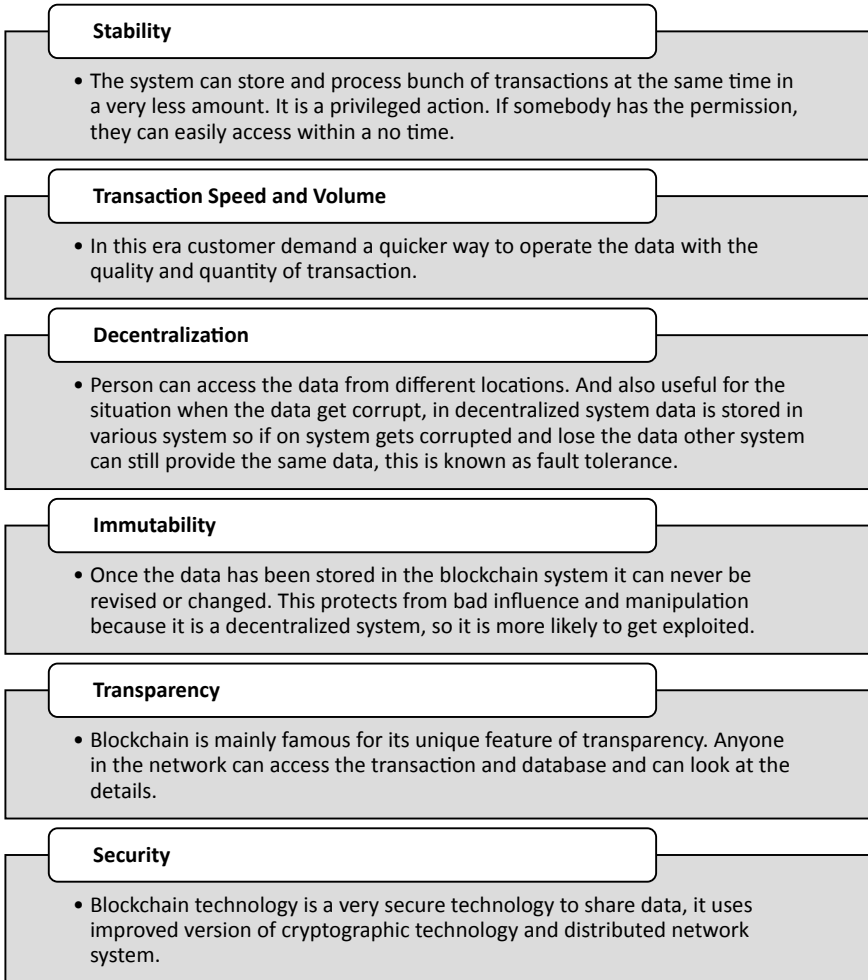 Stability
• The system can store and process bunch of transactions at the same time in
a very less amount. It is a privileged action. If somebody has the permission,
they can easily access within a no time.
Transaction Speed and Volume
• In this era customer demand a quicker way to operate the data with the
quality and quantity of transaction.
Decentralization
• Person can access the data from different locations. And also useful for the
situation when the data get corrupt, in decentralized system data is stored in
various system so if on system gets corrupted and lose the data other system
can still provide the same data, this is known as fault tolerance.
Immutability
• Once the data has been stored in the blockchain system it can never be
revised or changed. This protects from bad influence and manipulation
because it is a decentralized system, so it is more likely to get exploited.
Transparency
• Blockchain is mainly famous for its unique feature of transparency. Anyone
in the network can access the transaction and database and can look at the
details.
Security
• Blockchain technology is a very secure technology to share data, it uses
improved version of cryptographic technology and distributed network
system.